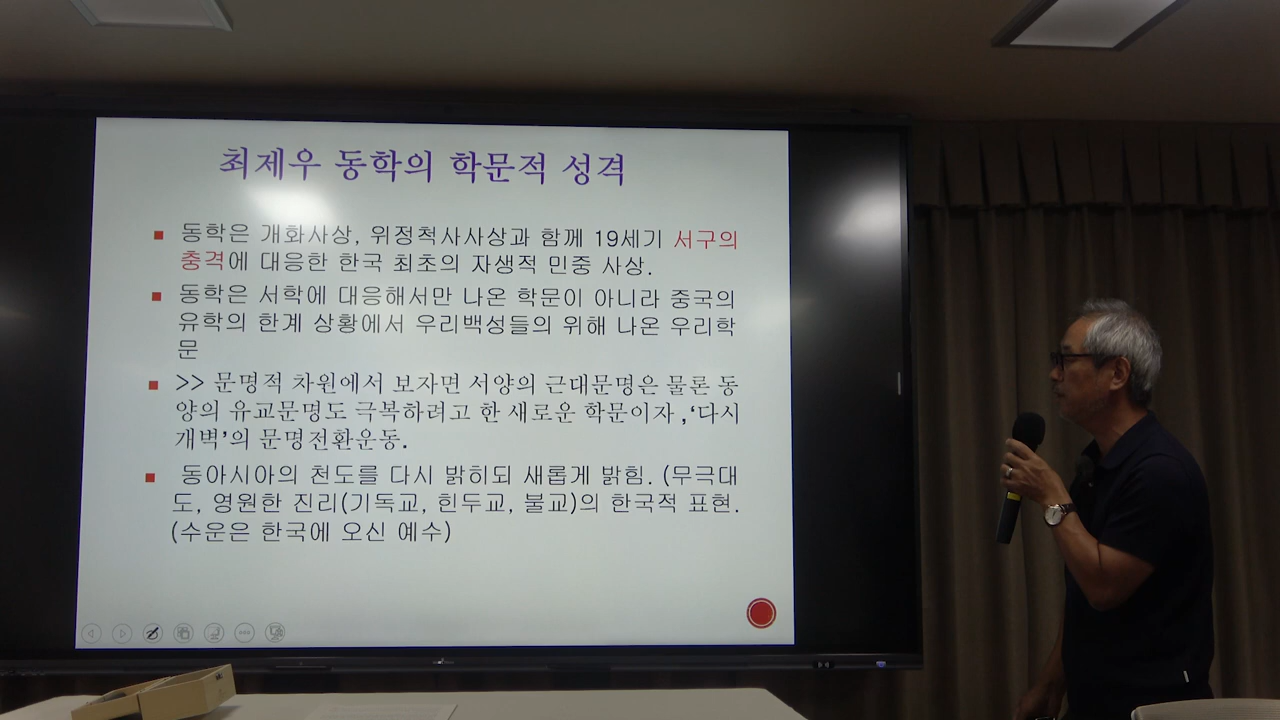 최제우 동학의 학문적 성격
동학은 개화사상, 위정척사사상과 함께 19세기 서구의
충격에 대응한 한국 최초의 자생적 민중 사상.
동학은 서학에 대응해서만 나온 학문이 아니라 중국의
유학의 한계 상황에서 우리백성들의 위해 나온 우리학
문
>> 문명적 차원에서 보자면 서양의 근대문명은 물론 동
양의 유교문명도 극복하려고 한 새로운 학문이자 ,‘다시
개벽’의 문명전환운동.
동아시아의 천도를 다시 밝히되 새롭게 밝힘. (무극대
도, 영원한 진리(기독교, 힌두교, 불교)의 한국적 표현.
(수운은 한국에 오신 예수)